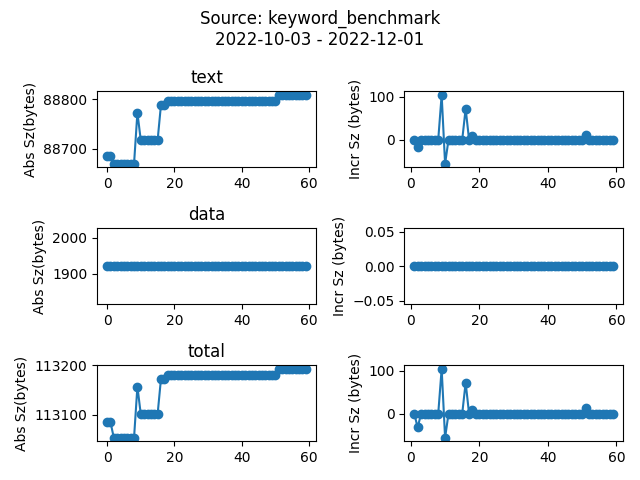 Source: keyword_benchmark
2022-10-03 - 2022-12-01
text
Abs Sz(bytes)
88800
88700
0 20 40 60
Incr Sz (bytes)
100
0
0 20 40 60
data
Abs Sz(bytes)
2000
1900
0 20 40 60
Incr Sz (bytes)
0.05
0.00
−0.05
0 20 40 60
total
Abs Sz(bytes)
113200
113100
0 20 40 60
Incr Sz (bytes)
100
0
0 20 40 60